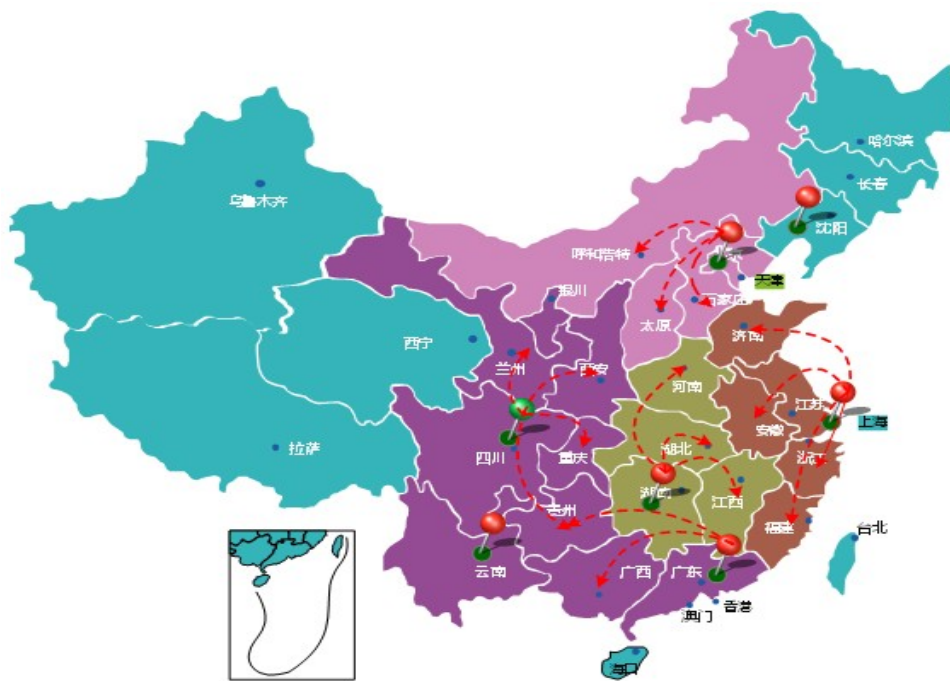 哈尔滨
长春
沈阳
乌鲁木齐
呼和浩特
天津
银川
石家庄
太原
济南
西宁
兰州
西安
河南
江苏
上海
安徽
湖北
浙江
四川
重庆
拉萨
湖南
江西
贵州
福建
台北
云南
广西
广东
香港
澳门
海口